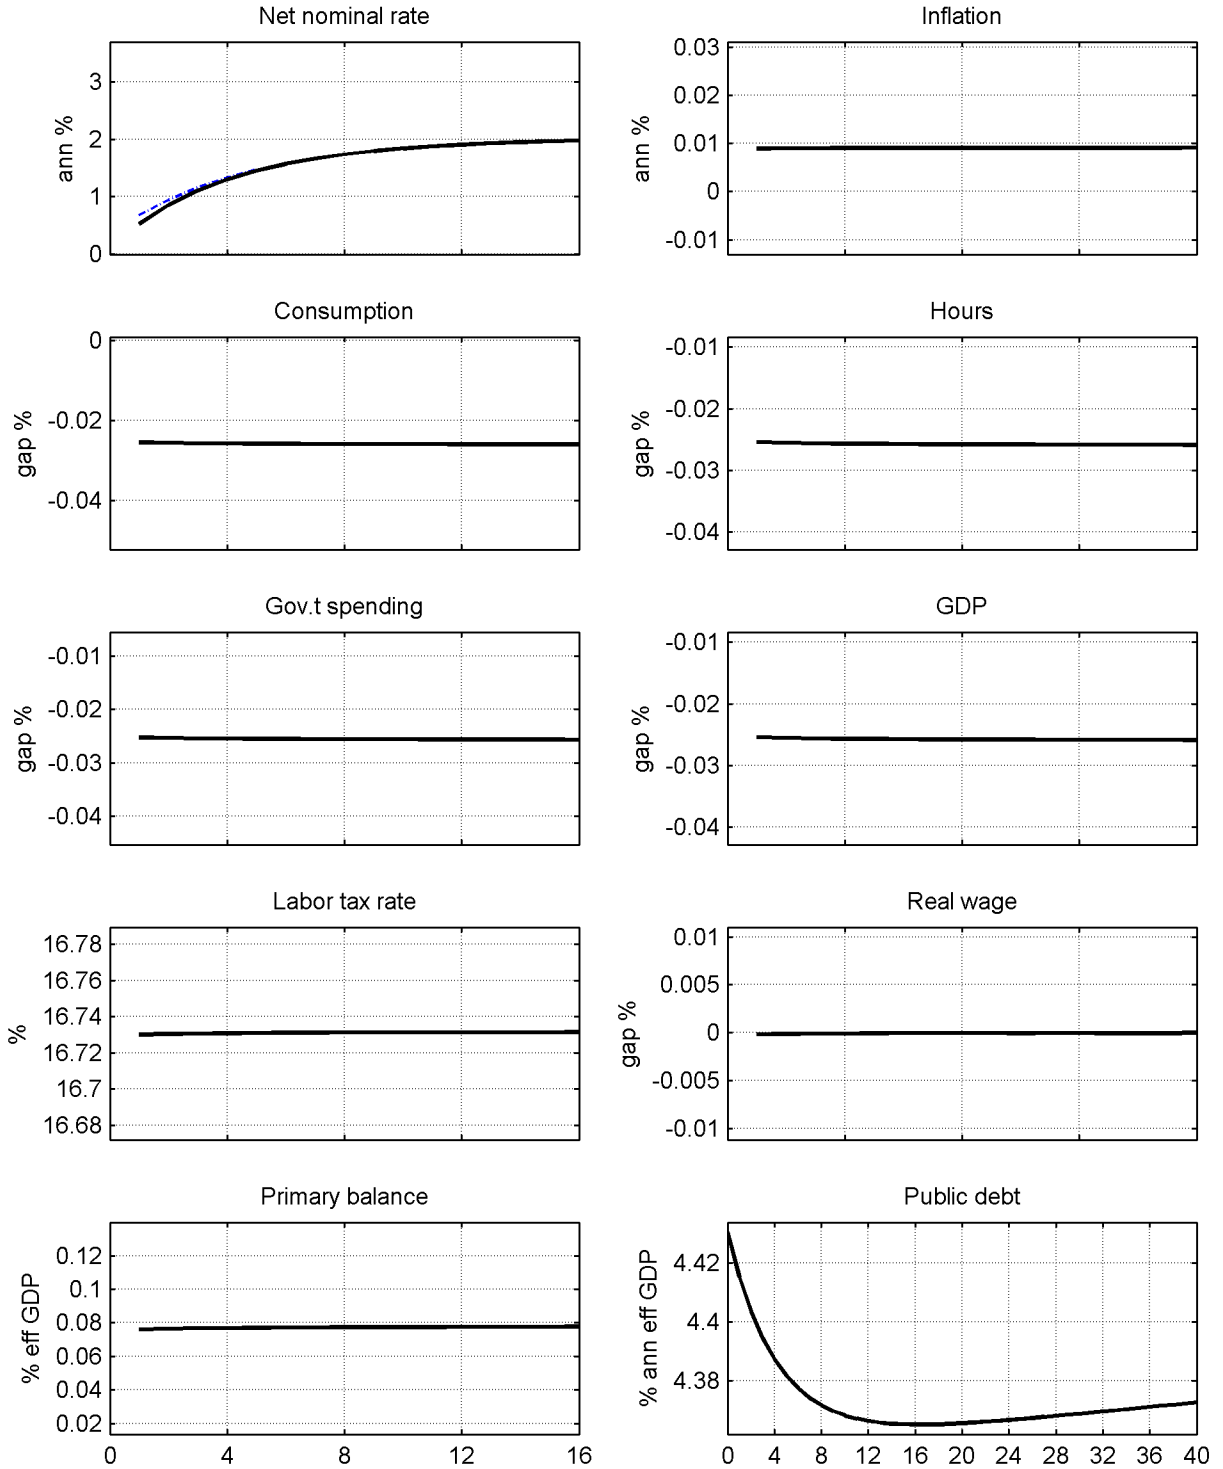 Net nominal rate
ann %
3
2
1
0
Inflation
ann %
0.03
0.02
0.01
0
-0.01
Consumption
gap %
0
-0.02
-0.04
Hours
gap %
-0.01
-0.02
-0.03
-0.04
Gov.t spending
gap %
-0.01
-0.02
-0.03
-0.04
GDP
gap %
-0.01
-0.02
-0.03
-0.04
Labor tax rate
%
16.78
16.76
16.74
16.72
16.7
16.68
Real wage
gap %
0.01
0.005
0
-0.005
-0.01
Primary balance
% eff GDP
0.12
0.1
0.08
0.06
0.04
0.02
0 4 8 12 16
Public debt
% ann eff GDP
4.42
4.4
4.38
0 4 8 12 16 20 24 28 32 36 40